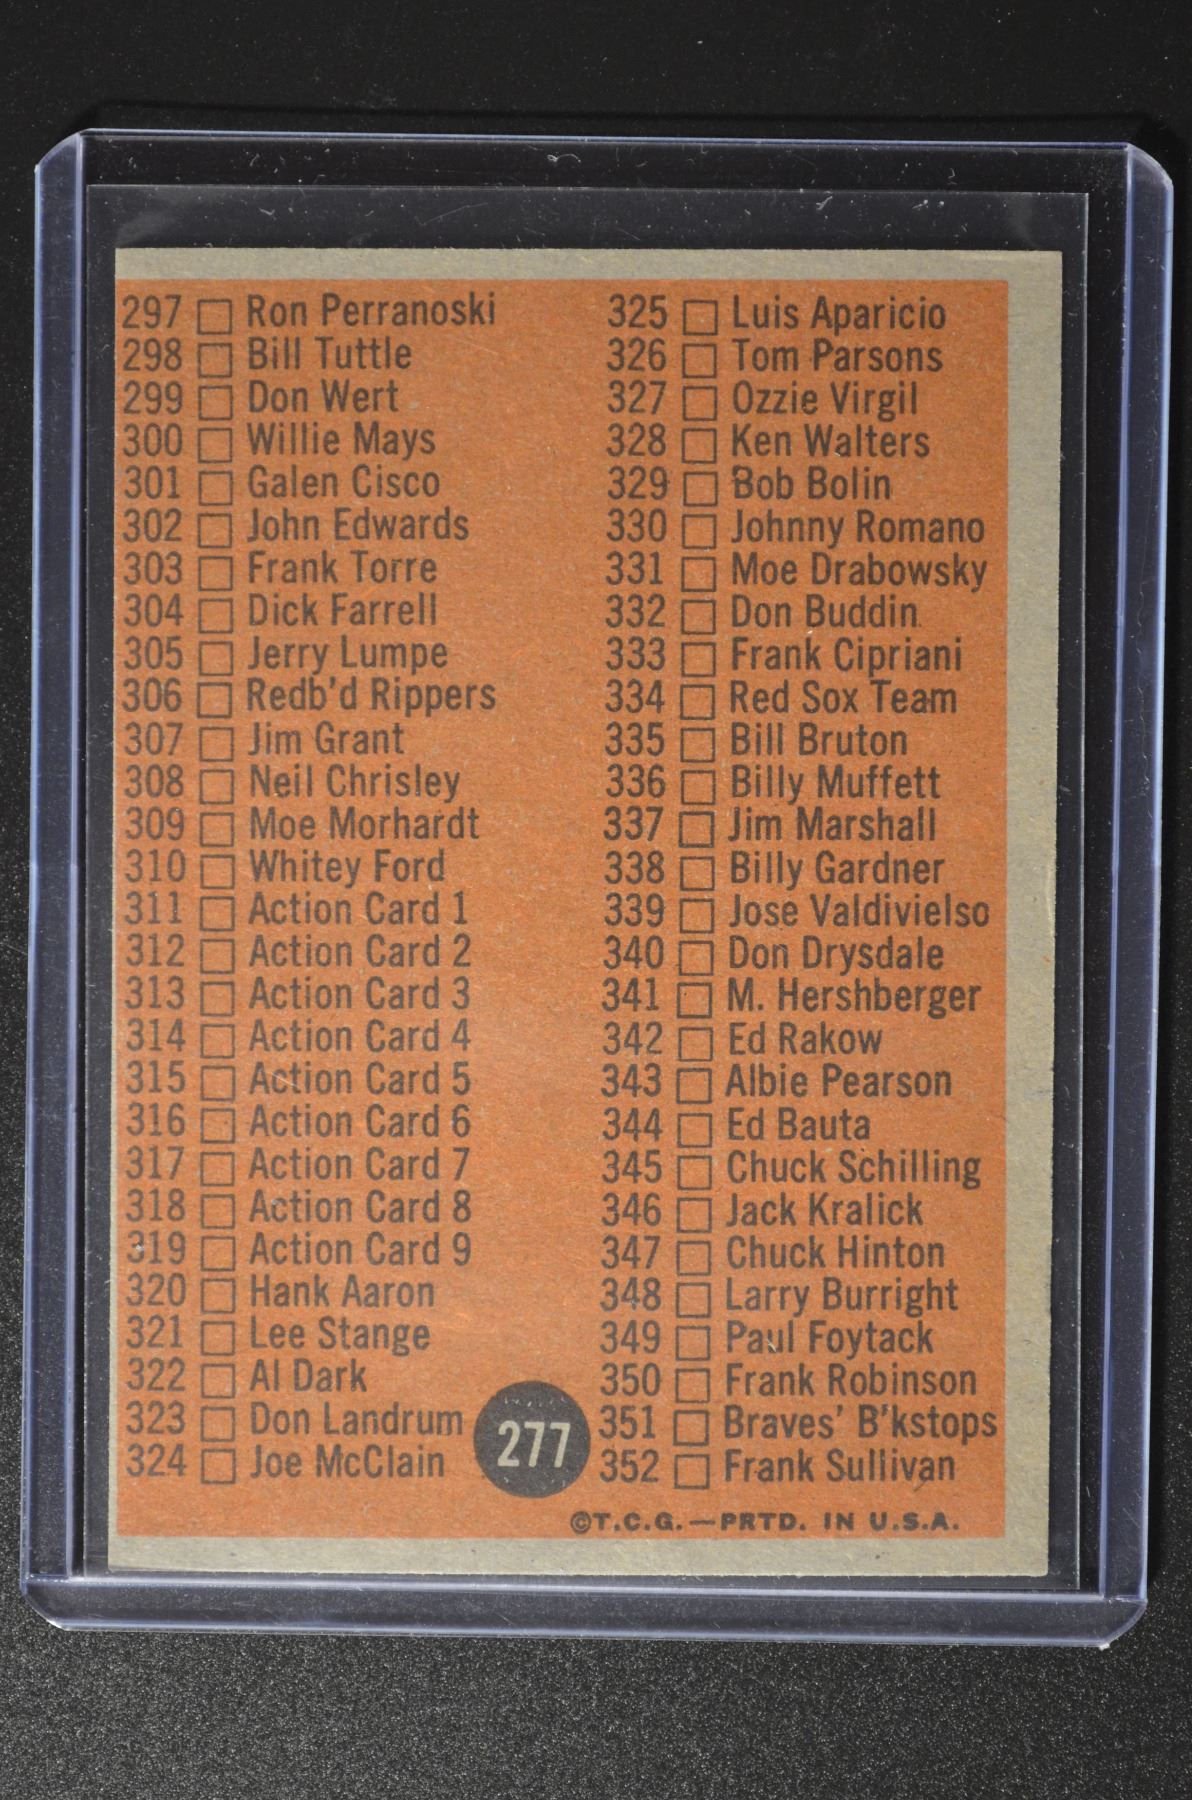 297 Ron Perranoski
298 Bill Tuttle
299 Don Wert
300 Willie Mays
301 Galen Cisco
302 John Edwards
303 Frank Torre
304 Dick Farrell
305 Jerry Lumpe
306 Redb'd Rippers
307 Jim Grant
308 Neil Chrisley
309 Moe Morhardt
310 Whitey Ford
311 Action Card 1
312 Action Card 2
313 Action Card 3
314 Action Card 4
315 Action Card 5
316 Action Card 6
317 Action Card 7
318 Action Card 8
319 Action Card 9
320 Hank Aaron
321 Lee Stange
322 Al Dark
323 Don Landrum
324 Joe McClain
277
325 Luis Aparicio
326 Tom Parsons
327 Ozzie Virgil
328 Ken Walters
329 Bob Bolin
330 Johnny Romano
331 Moe Drabowsky
332 Don Buddin
333 Frank Cipriani
334 Red Sox Team
335 Bill Bruton
336 Billy Muffett
337 Jim Marshall
338 Billy Gardner
339 Jose Valdivielso
340 Don Drysdale
341 M. Hershberger
342 Ed Rakow
343 Albie Pearson
344 Ed Bauta
345 Chuck Schilling
346 Jack Kralick
347 Chuck Hinton
348 Larry Burright
349 Paul Foytack
350 Frank Robinson
351 Braves' B'kstops
352 Frank Sullivan
©T.C.G.—PRTD. IN U.S.A.